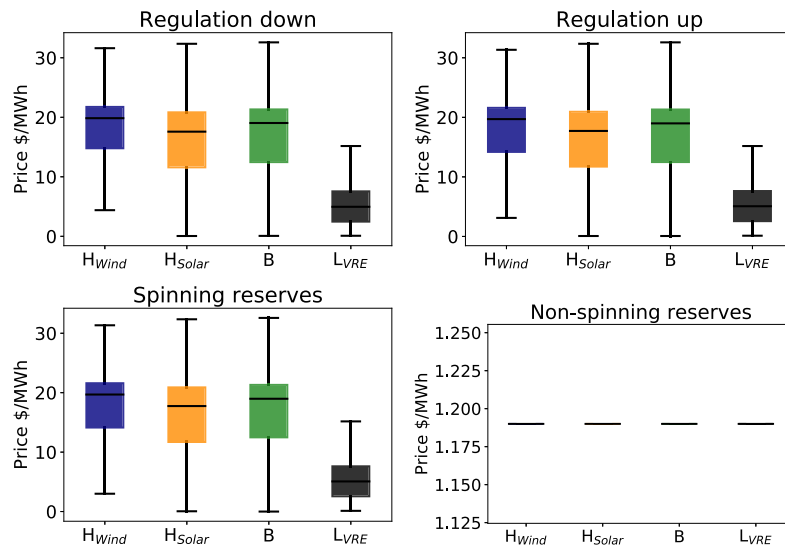 Regulation down
Price $/MWh
30
20
10
0
H_Wind H_Solar B L_VRE
Regulation up
Price $/MWh
30
20
10
0
H_Wind H_Solar B L_VRE
Spinning reserves
Price $/MWh
30
20
10
0
H_Wind H_Solar B L_VRE
Non-spinning reserves
Price $/MWh
1.250
1.225
1.200
1.175
1.150
1.125
H_Wind H_Solar B L_VRE